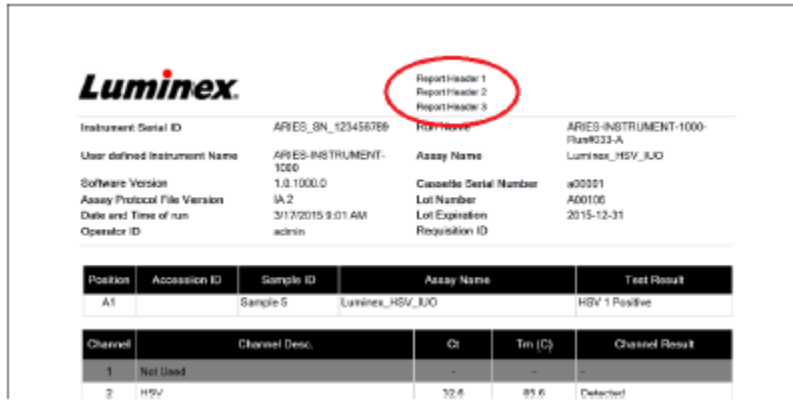 Luminex.
Report Header 1
Report Header 2
Report Header 3
Instrument Serial ID ARIES_SN_123456789 Run Name ARIES-INSTRUMENT-1000-
Run#033-A
User defined Instrument Name ARIES-INSTRUMENT- Assay Name Luminex_HSV_IUO
1000
Software Version 1.0.1000.0 Cassette Serial Number a00001
Assay Protocol File Version IA.2 Lot Number A00106
Date and Time of run 3/17/2015 9:01 AM Lot Expiration 2015-12-31
Operator ID admin Requisition ID
Position Accession ID Sample ID Assay Name Test Result
A1 Sample 5 Luminex_HSV_IUO HSV 1 Positive
Channel Channel Desc. Ct Tm (C) Channel Result
1 Not Used - - -
2 HSV 32.6 85.6 Detected